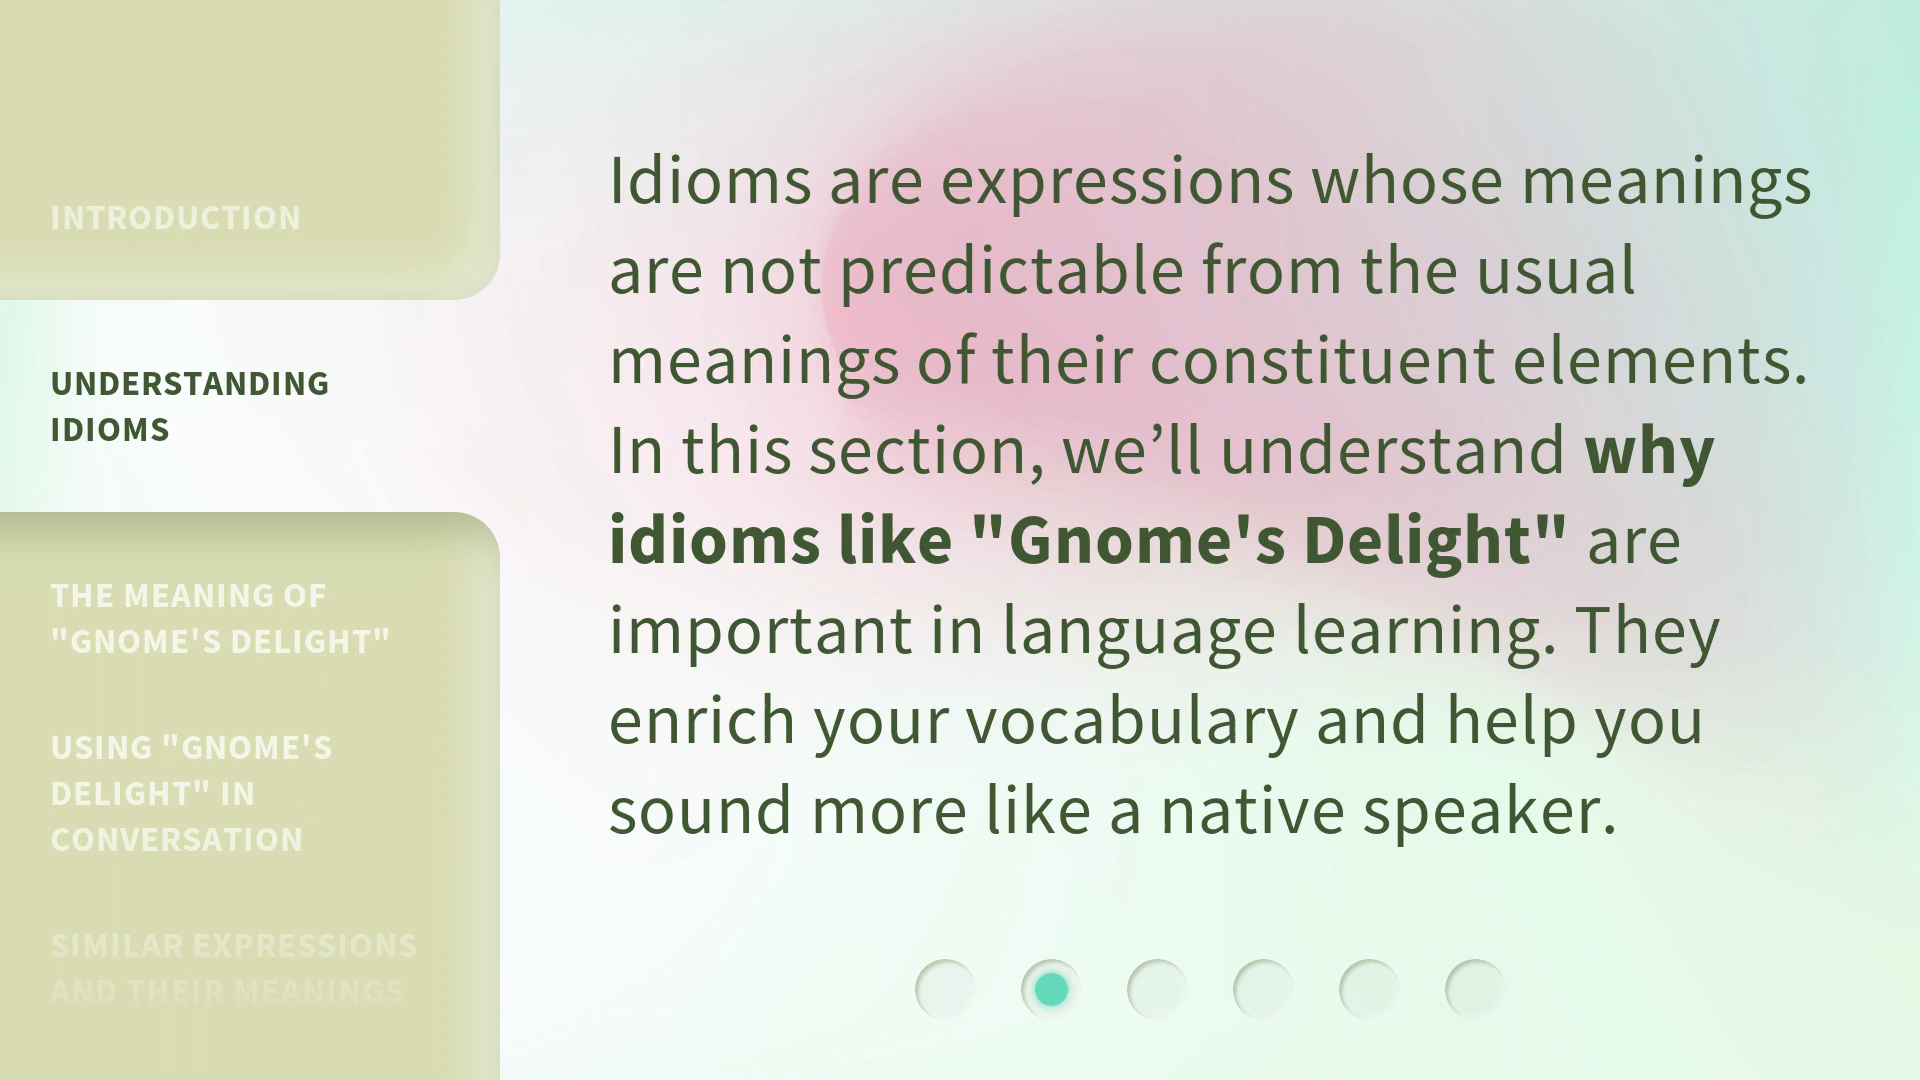 INTRODUCTION
UNDERSTANDING
IDIOMS
THE MEANING OF
"GNOME'S DELIGHT"
USING "GNOME'S
DELIGHT" IN
CONVERSATION
SIMILAR EXPRESSIONS
AND THEIR MEANINGS
Idioms are expressions whose meanings
are not predictable from the usual
meanings of their constituent elements.
In this section, we’ll understand why
idioms like "Gnome's Delight" are
important in language learning. They
enrich your vocabulary and help you
sound more like a native speaker.